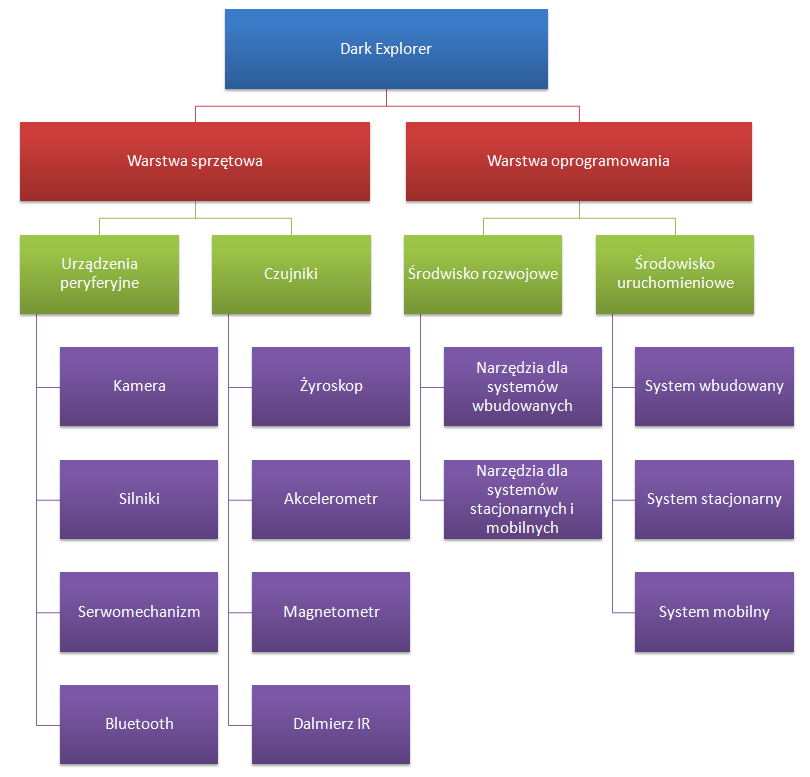 Dark Explorer
Warstwa sprzętowa
Warstwa oprogramowania
Urządzenia
peryferyjne
Czujniki
Śrdwisko rozwojowe
Środowisko
uruchomieniowe
Kamera
Żyroskop
Narzędzia dla
systemów
wbudowanych
System wbudowany
Silniki
Akcelerometr
Narzędzia dla
systemów
stacjonarnych i
mobilnych
System stacjonarny
Serwomechanizm
Magnetometr
System mobilny
Bluetooth
Dalmierz IR